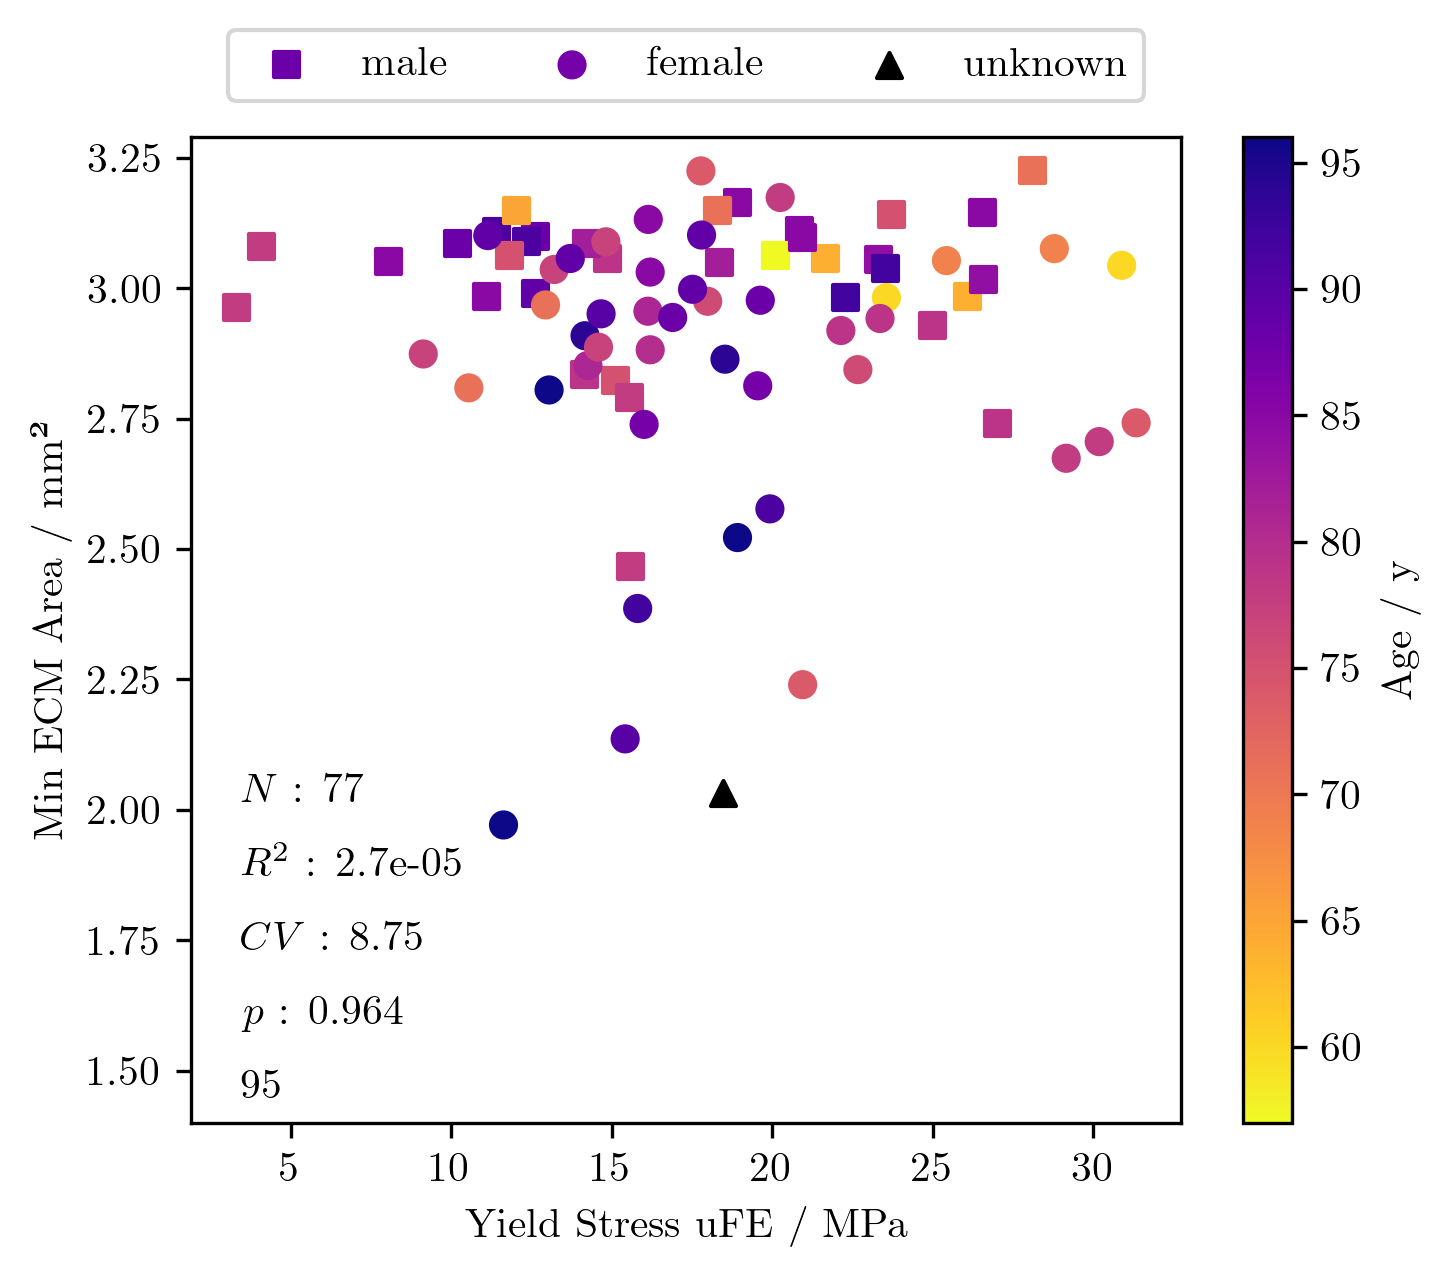 male female unknown
3.25
3.00
2.75
2.50
2.25
2.00
1.75
1.50
Min ECM Area / mm²
N : 77
R² : 2.7e-05
CV : 8.75
p : 0.964
95
5 10 15 20 25 30
Yield Stress uFE / MPa
95
90
85
80
75
70
65
60
Age / y